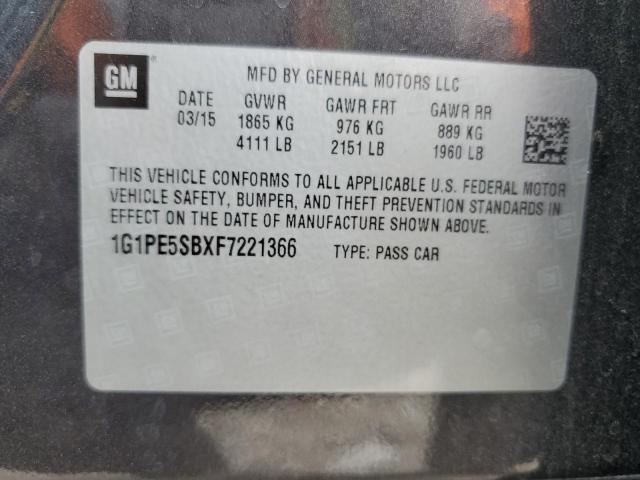 GM
MFD BY GENERAL MOTORS LLC
DATE GVWR GAWR FRT GAWR RR
03/15 1865 KG 976 KG 889 KG
4111 LB 2151 LB 1960 LB
THIS VEHICLE CONFORMS TO ALL APPLICABLE U.S. FEDERAL MOTOR
VEHICLE SAFETY, BUMPER, AND THEFT PREVENTION STANDARDS IN
EFFECT ON THE DATE OF MANUFACTURE SHOWN ABOVE.
1G1PE5SBXF7221366 TYPE: PASS CAR